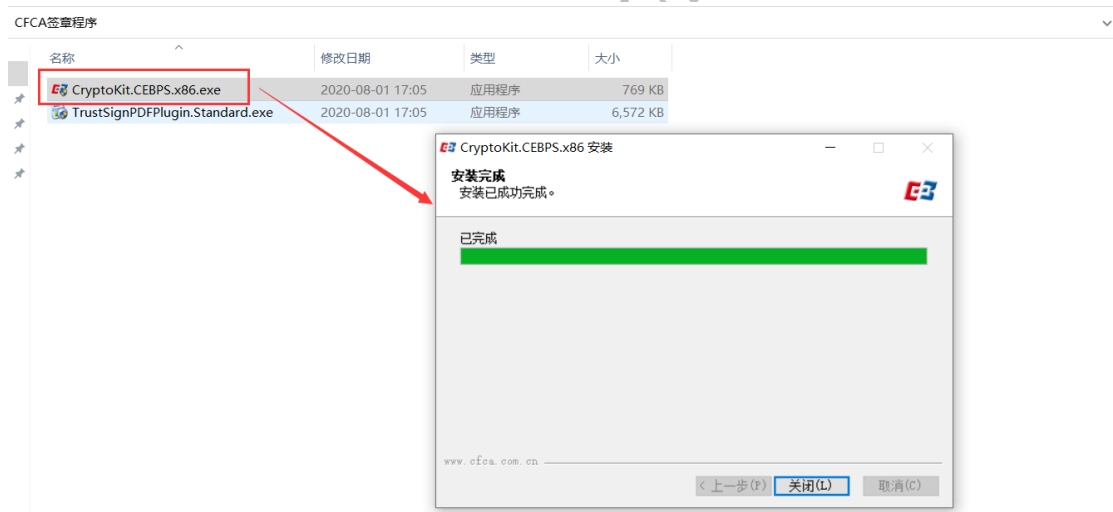 CFCA签章程序
名称 修改日期 类型 大小
CryptoKit.CEBPS.x86.exe 2020-08-01 17:05 应用程序 769 KB
TrustSignPDFPlugin.Standard.exe 2020-08-01 17:05 应用程序 6,572 KB
CryptoKit.CEBPS.x86 安装
安装完成
安装已成功完成。
已完成
www.cfca.com.cn
< 上一步(P) 关闭(L) 取消(C)